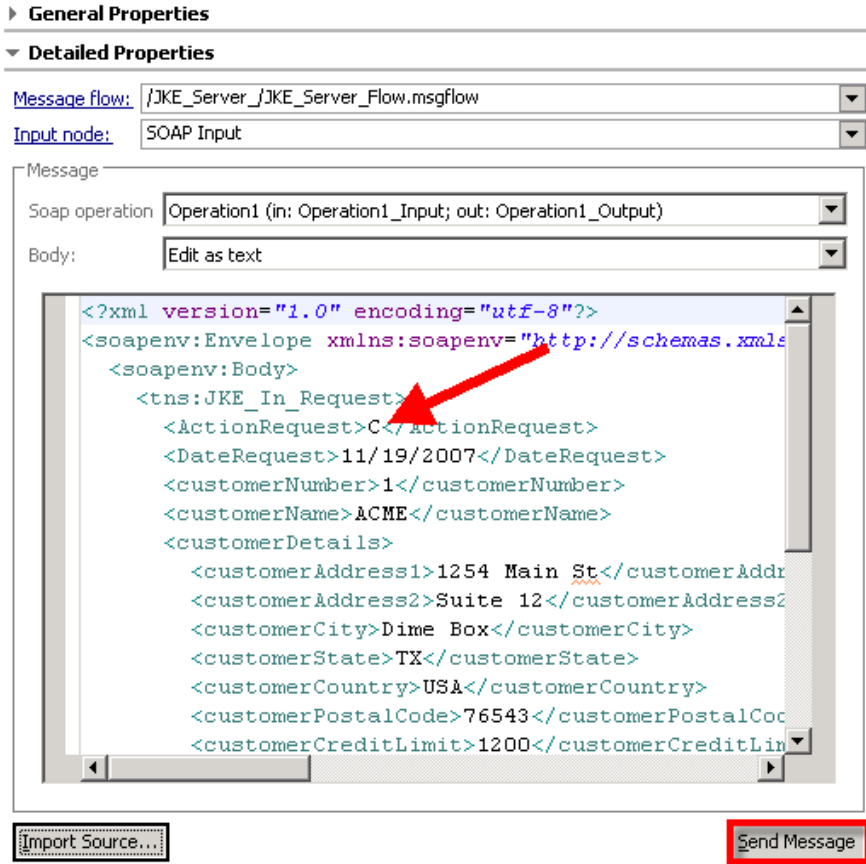 General Properties
Detailed Properties
Message flow: /JKE_Server_/JKE_Server_Flow.msgflow
Input node: SOAP Input
Message
Soap operation Operation1 (in: Operation1_Input; out: Operation1_Output)
Body: Edit as text
<?xml version="1.0" encoding="utf-8"?>
<soapenv:Envelope xmlns:soapenv="http://schemas.xmls
<soapenv:Body>
<tns:JKE_In_Request>
<ActionRequest>C</ActionRequest>
<DateRequest>11/19/2007</DateRequest>
<customerNumber>1</customerNumber>
<customerName>ACME</customerName>
<customerDetails>
<customerAddress1>1254 Main St</customerAddr
<customerAddress2>Suite 12</customerAddress2
<customerCity>Dime Box</customerCity>
<customerState>TX</customerState>
<customerCountry>USA</customerCountry>
<customerPostalCode>76543</customerPostalCod
<customerCreditLimit>1200</customerCreditLim
Import Source... Send Message